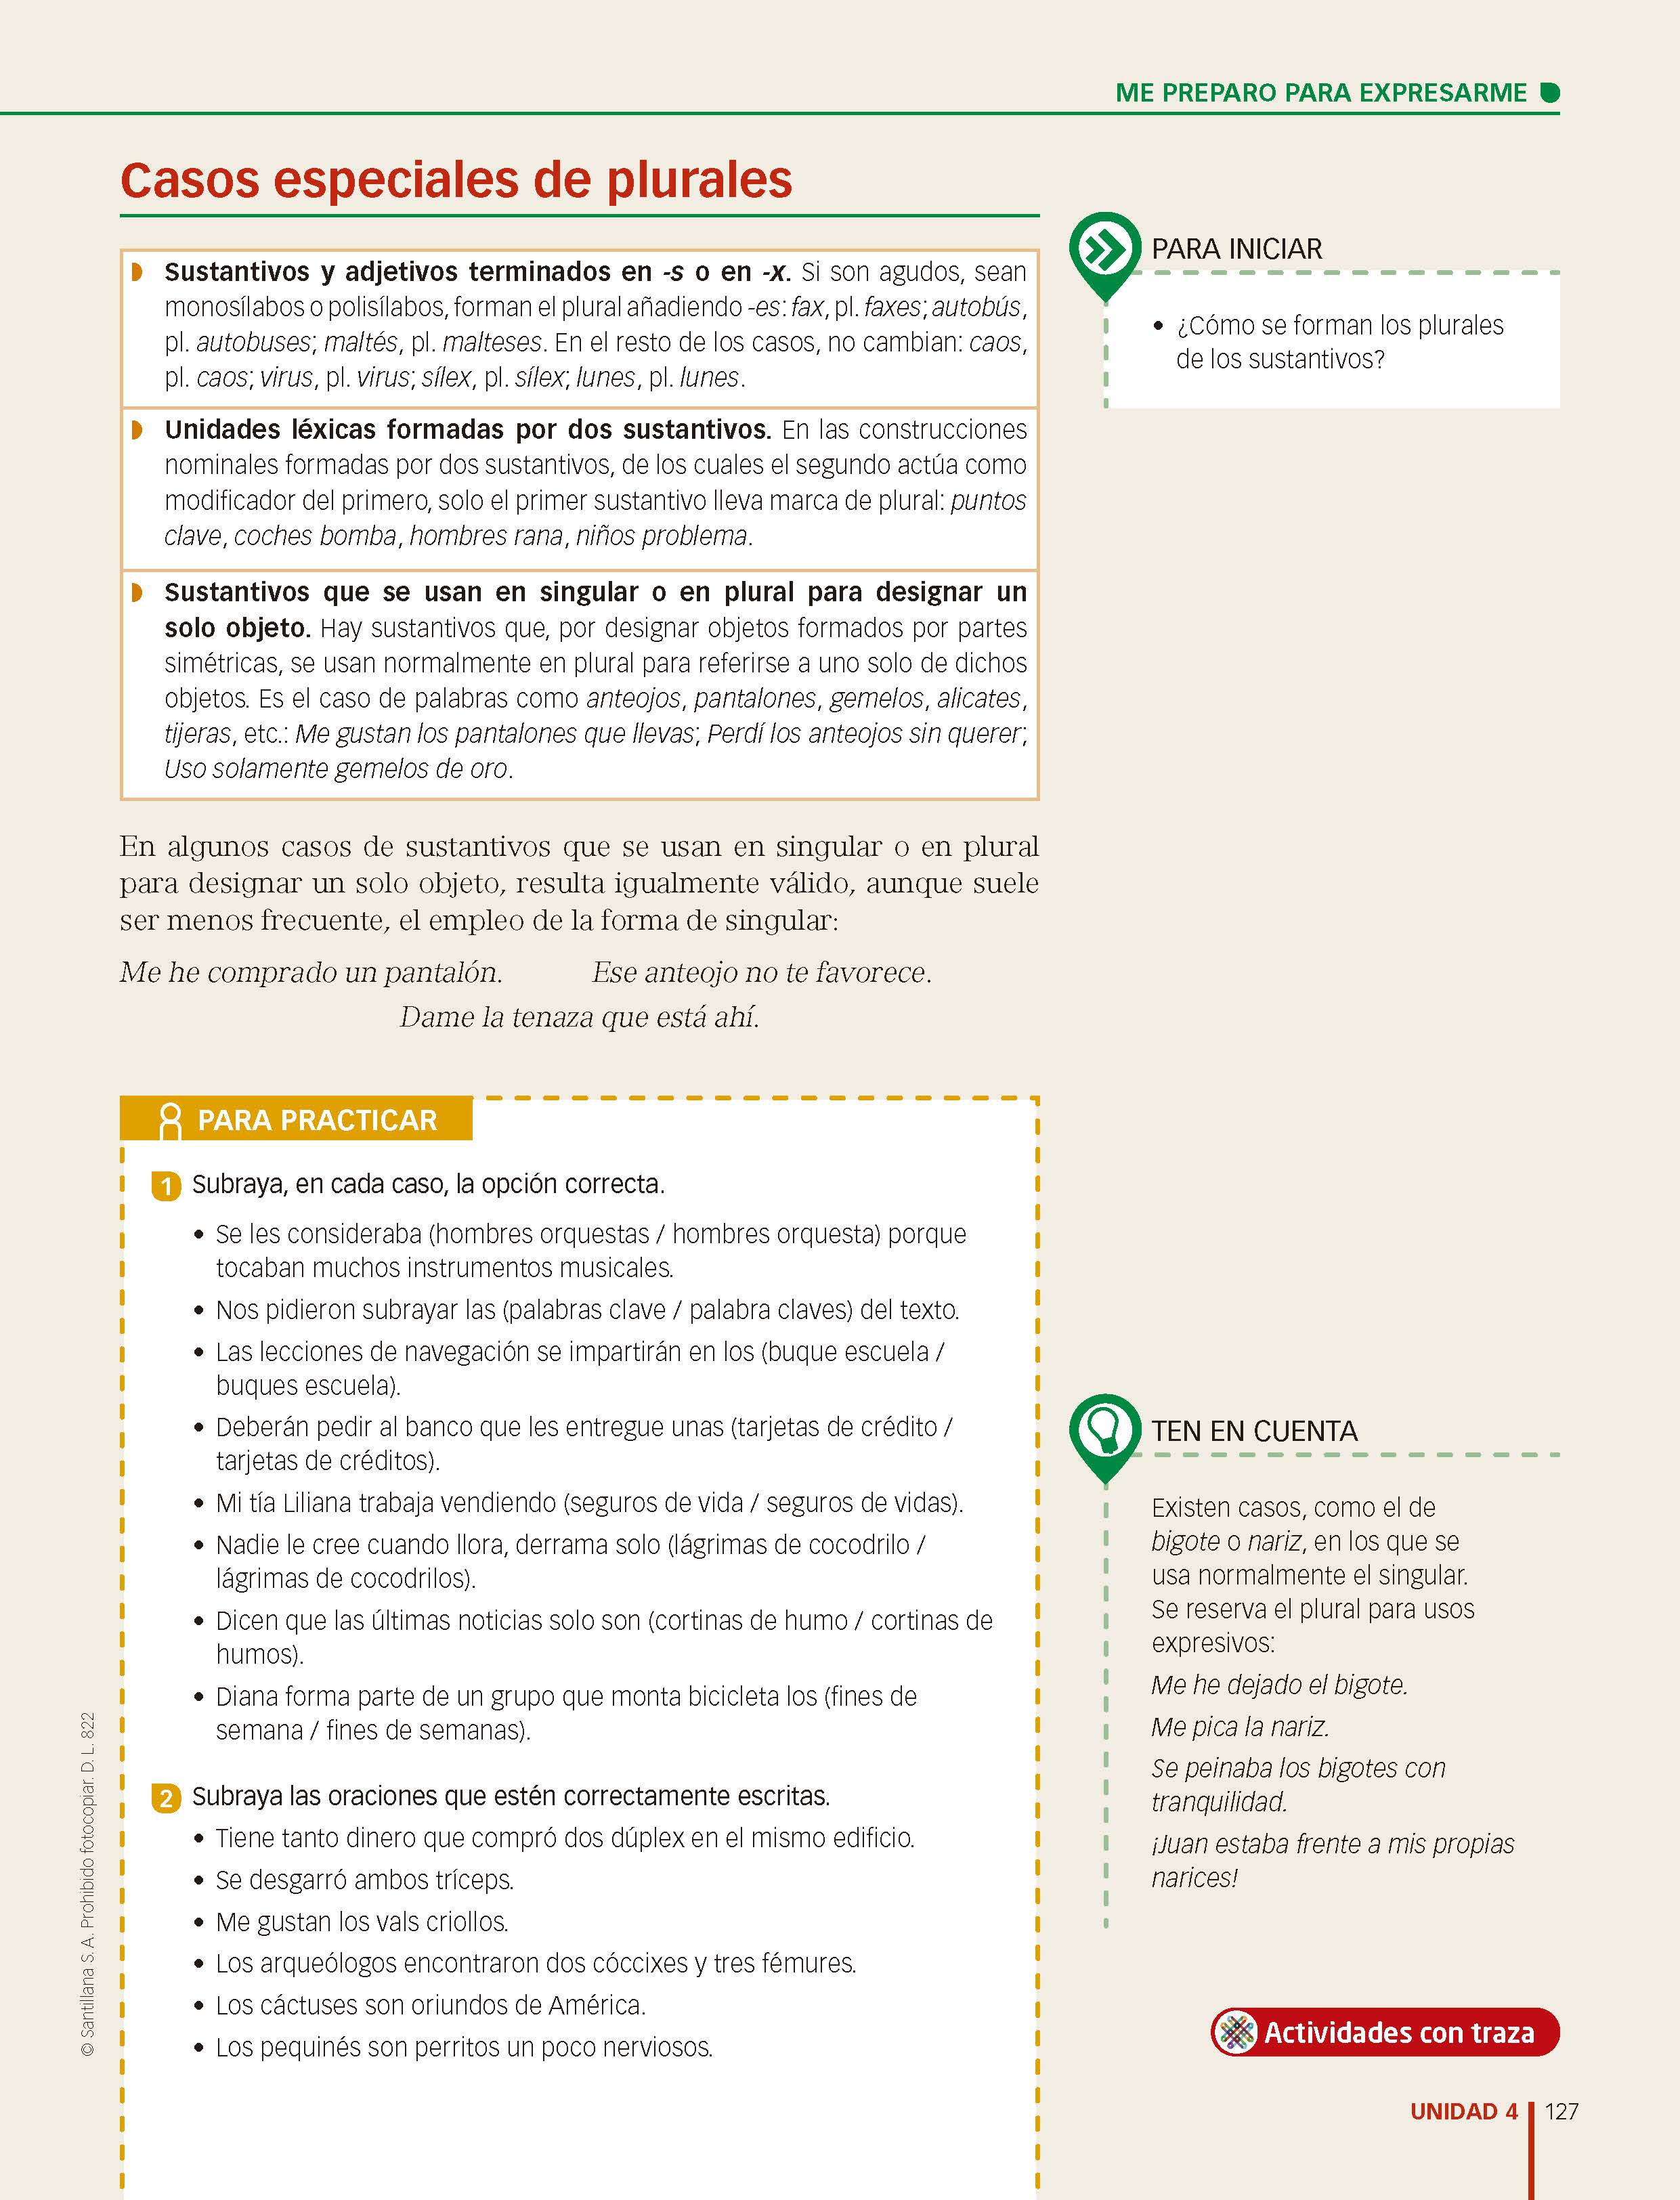 ME PREPARO PARA EXPRESARME
Casos especiales de plurales
Sustantivos y adjetivos terminados en -s o en -x. Si son agudos, sean
monosílabos o polisílabos, forman el plural añadiendo -es: fax, pl. faxes; autobús,
pl. autobuses; maltés, pl. malteses. En el resto de los casos, no cambian: caos,
pl. caos; virus, pl. virus; sílex, pl. sílex; lunes, pl. lunes.
Unidades léxicas formadas por dos sustantivos. En las construcciones
nominales formadas por dos sustantivos, de los cuales el segundo actúa como
modificador del primero, solo el primer sustantivo lleva marca de plural: puntos
clave, coches bomba, hombres rana, niños problema.
Sustantivos que se usan en singular o en plural para designar un
solo objeto. Hay sustantivos que, por designar objetos formados por partes
simétricas, se usan normalmente en plural para referirse a uno solo de dichos
objetos. Es el caso de palabras como anteojos, pantalones, gemelos, alicates,
tijeras, etc.: Me gustan los pantalones que llevas; Perdí los anteojos sin querer;
Uso solamente gemelos de oro.
En algunos casos de sustantivos que se usan en singular o en plural
para designar un solo objeto, resulta igualmente válido, aunque suele
ser menos frecuente, el empleo de la forma de singular:
Me he comprado un pantalón. Ese anteojo no te favorece.
Dame la tenaza que está ahí.
PARA INICIAR
• ¿Cómo se forman los plurales
de los sustantivos?
PARA PRACTICAR
1 Subraya, en cada caso, la opción correcta.
• Se les consideraba (hombres orquestas / hombres orquesta) porque
tocaban muchos instrumentos musicales.
• Nos pidieron subrayar las (palabras clave / palabra claves) del texto.
• Las lecciones de navegación se impartirán en los (buque escuela /
buques escuela).
• Deberán pedir al banco que les entregue unas (tarjetas de crédito /
tarjetas de créditos).
• Mi tía Liliana trabaja vendiendo (seguros de vida / seguros de vidas).
• Nadie le cree cuando llora, derrama solo (lágrimas de cocodrilo /
lágrimas de cocodrilos).
• Dicen que las últimas noticias solo son (cortinas de humo / cortinas de
humos).
• Diana forma parte de un grupo que monta bicicleta los (fines de
semana / fines de semanas).
2 Subraya las oraciones que estén correctamente escritas.
• Tiene tanto dinero que compró dos dúplex en el mismo edificio.
• Se desgarró ambos tríceps.
• Me gustan los vals criollos.
• Los arqueólogos encontraron dos cóccixes y tres fémures.
• Los cáctuses son oriundos de América.
• Los pequinés son perritos un poco nerviosos.
TEN EN CUENTA
Existen casos, como el de
bigote o nariz, en los que se
usa normalmente el singular.
Se reserva el plural para usos
expresivos:
Me he dejado el bigote.
Me pica la nariz.
Se peinaba los bigotes con
tranquilidad.
¡Juan estaba frente a mis propias
narices!
Actividades con traza
© Santillana S. A. Prohibido fotocopiar. D. L. 822
UNIDAD 4 127